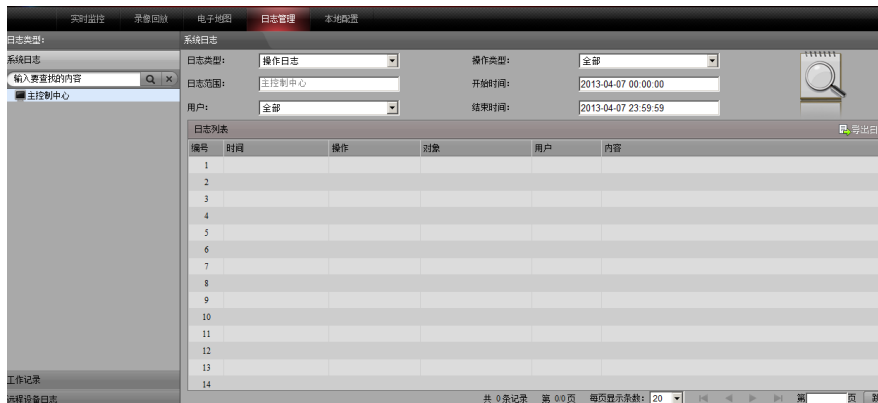 实时监控 录像回放 电子地图 日志管理 本地配置
日志类型: 系统日志
系统日志
日志类型: 操作日志 操作类型: 全部
输入要查找的内容
日志范围: 主控制中心 开始时间: 2013-04-07 00:00:00
主控制中心
用户: 全部 结束时间: 2013-04-07 23:59:59
日志列表 导出日
编号 时间 操作 对象 用户 内容
1
2
3
4
5
6
7
8
9
10
11
12
13
14
工作记录
远程设备日志
共 0条记录 第 0/0 页 每页显示条数: 20 第 页